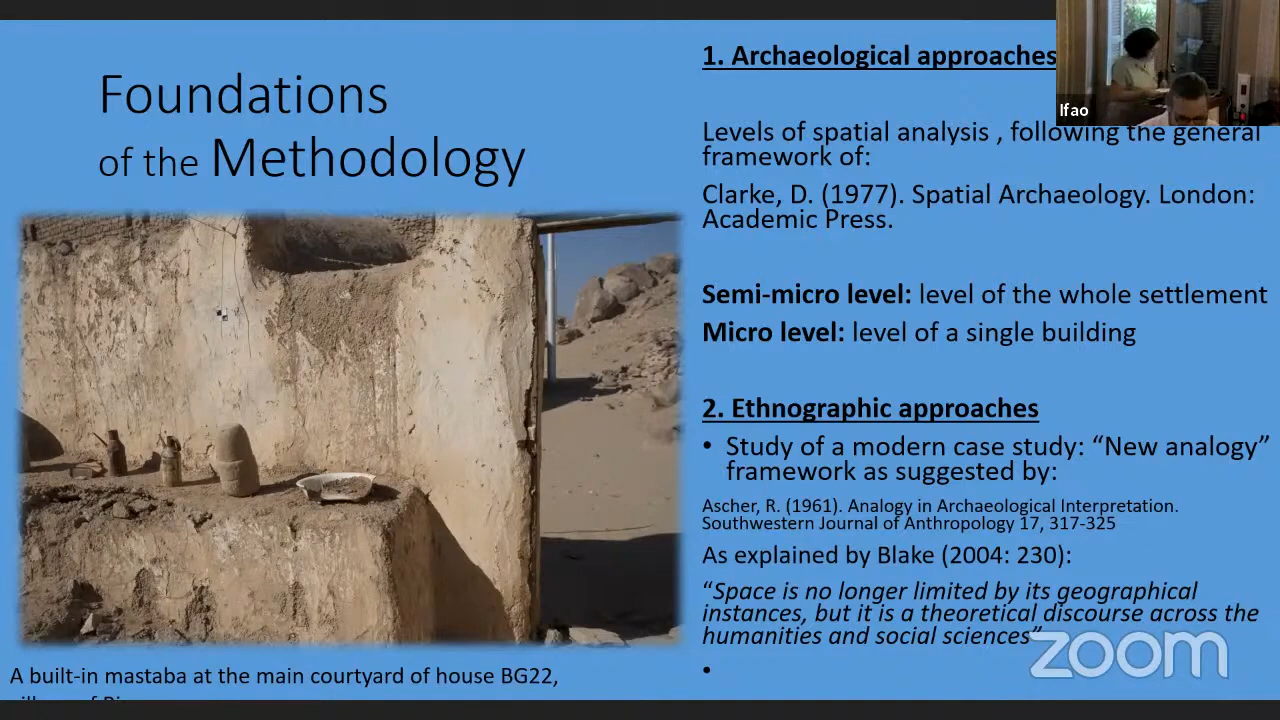 Foundations
of the Methodology
A built-in mastaba at the main courtyard of house BG22,
1. Archaeological approaches
Levels of spatial analysis , following the general
framework of:
Clarke, D. (1977). Spatial Archaeology. London:
Academic Press.
Semi-micro level: level of the whole settlement
Micro level: level of a single building
2. Ethnographic approaches
• Study of a modern case study: “New analogy”
framework as suggested by:
Ascher, R. (1961). Analogy in Archaeological Interpretation.
Southwestern Journal of Anthropology 17, 317-325
As explained by Blake (2004: 230):
“Space is no longer limited by its geographical
instances, but it is a theoretical discourse across the
humanities and social sciences”
•
Ifao
zoom